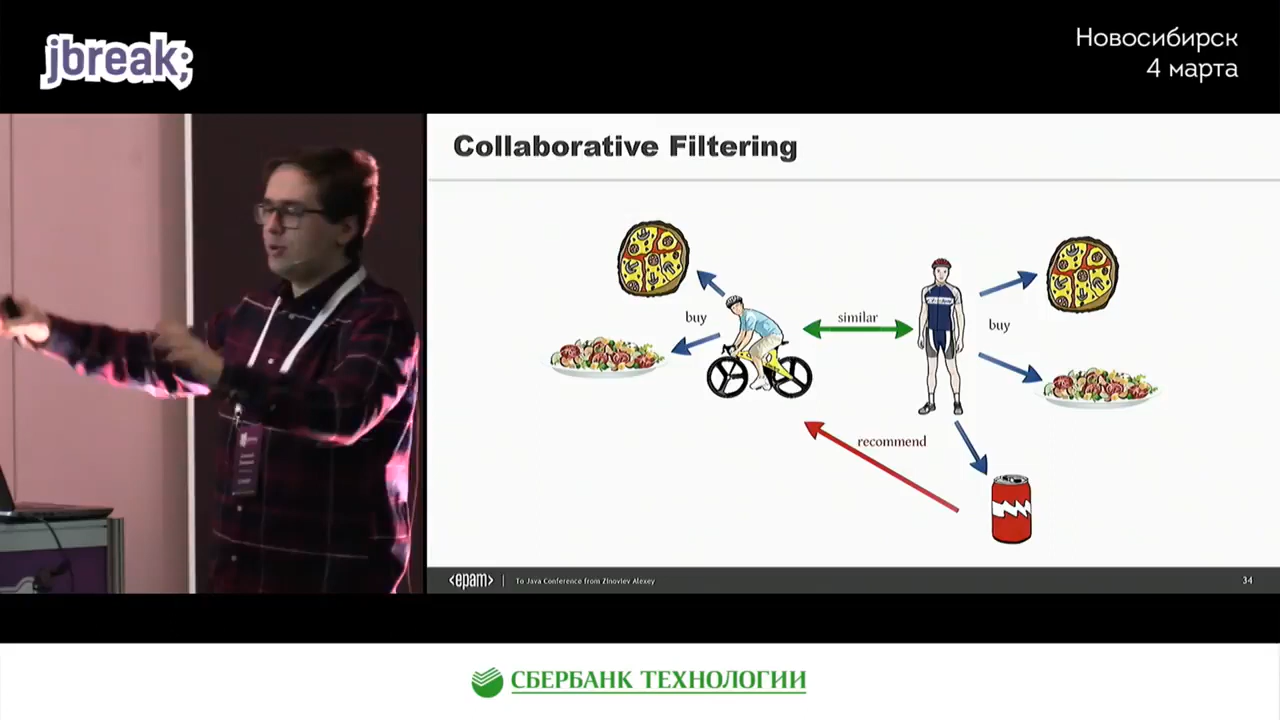 jbreak;
Новосибирск
4 марта
Collaborative Filtering
buy
similar
buy
recommend
<epam>
To Java Conference from Zinoviev Alexey
34
СБЕРБАНК ТЕХНОЛОГИИ